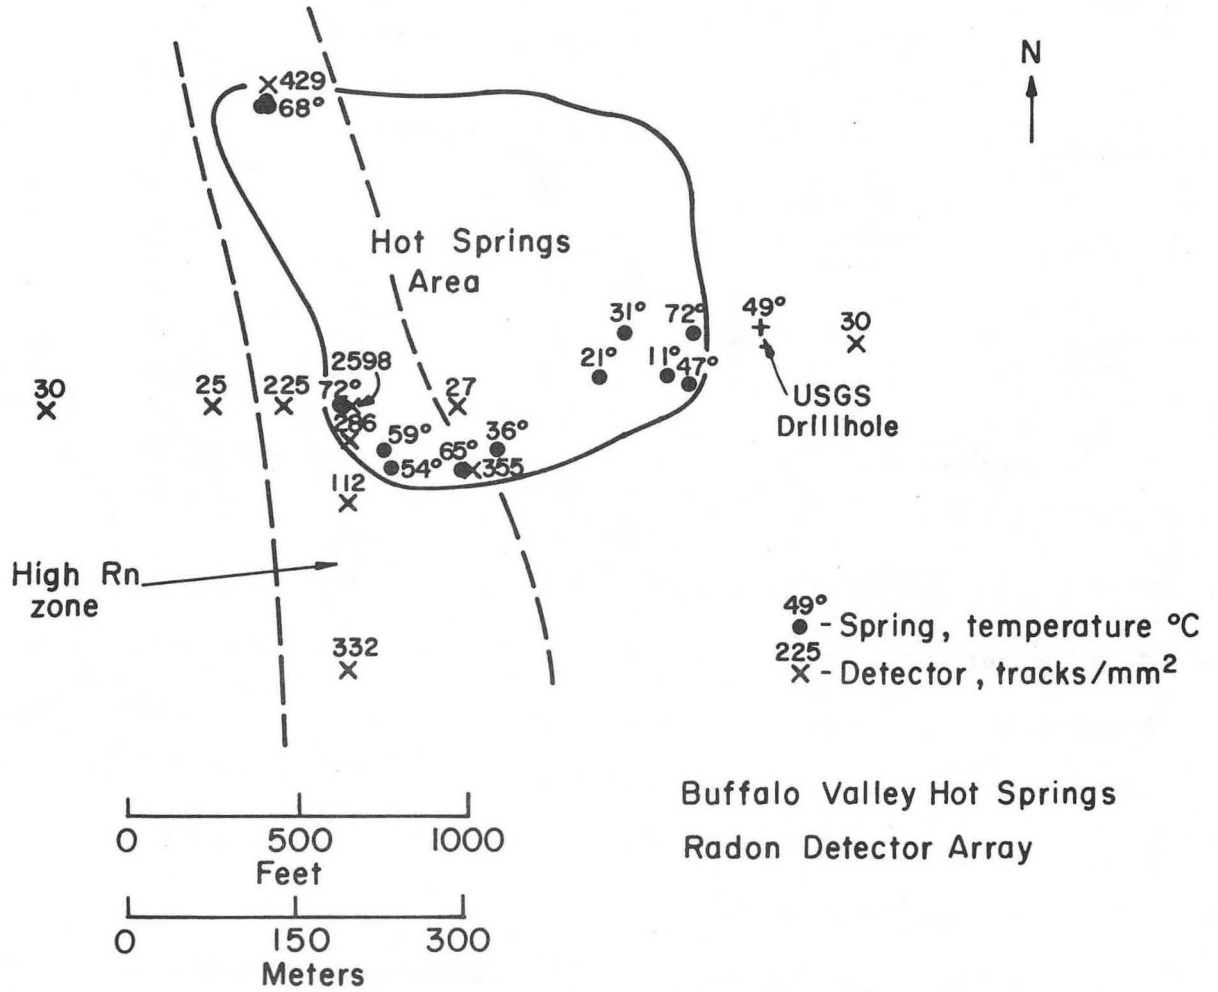 N
429
68°
Hot Springs
Area
31° 72° 49° 30
21° 11° 47°
USGS
Drillhole
30 25 225 72° 2598 27
286
59° 36°
54° 65° 355
112
High Rn
zone
332
49°
- Spring, temperature °C
225
- Detector, tracks/mm²
Buffalo Valley Hot Springs
Radon Detector Array
0 500 1000
Feet
0 150 300
Meters